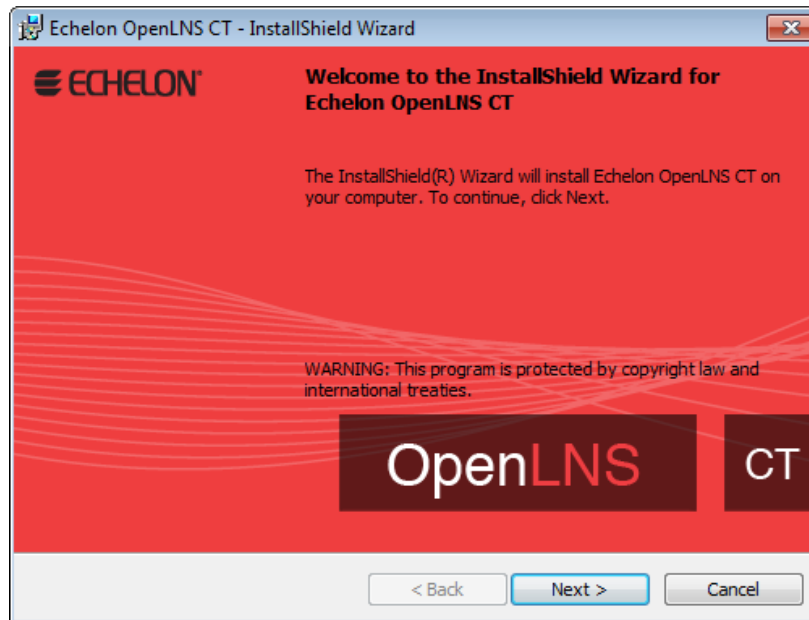 Echelon OpenLNS CT - InstallShield Wizard
ECHELON
Welcome to the InstallShield Wizard for
Echelon OpenLNS CT
The InstallShield(R) Wizard will install Echelon OpenLNS CT on
your computer. To continue, click Next.
WARNING: This program is protected by copyright law and
international treaties.
OpenLNS CT
< Back Next > Cancel